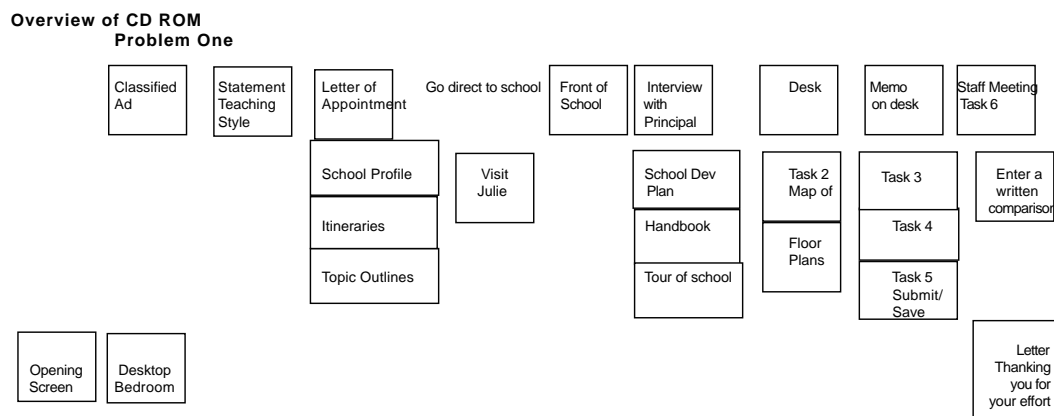 Overview of CD ROM
Problem One
Classified
Ad
Statement
Teaching
Style
Letter of
Appointment
Go direct to school
Front of
School
Interview
with
Principal
Desk
Memo
on desk
Staff Meeting
Task 6
School Profile
Itineraries
Topic Outlines
Visit
Julie
School Dev
Plan
Handbook
Tour of school
Task 2
Map of
Floor
Plans
Task 3
Task 4
Task 5
Submit/
Save
Enter a
written
comparison
Opening
Screen
Desktop
Bedroom
Letter
Thanking
you for
your effort